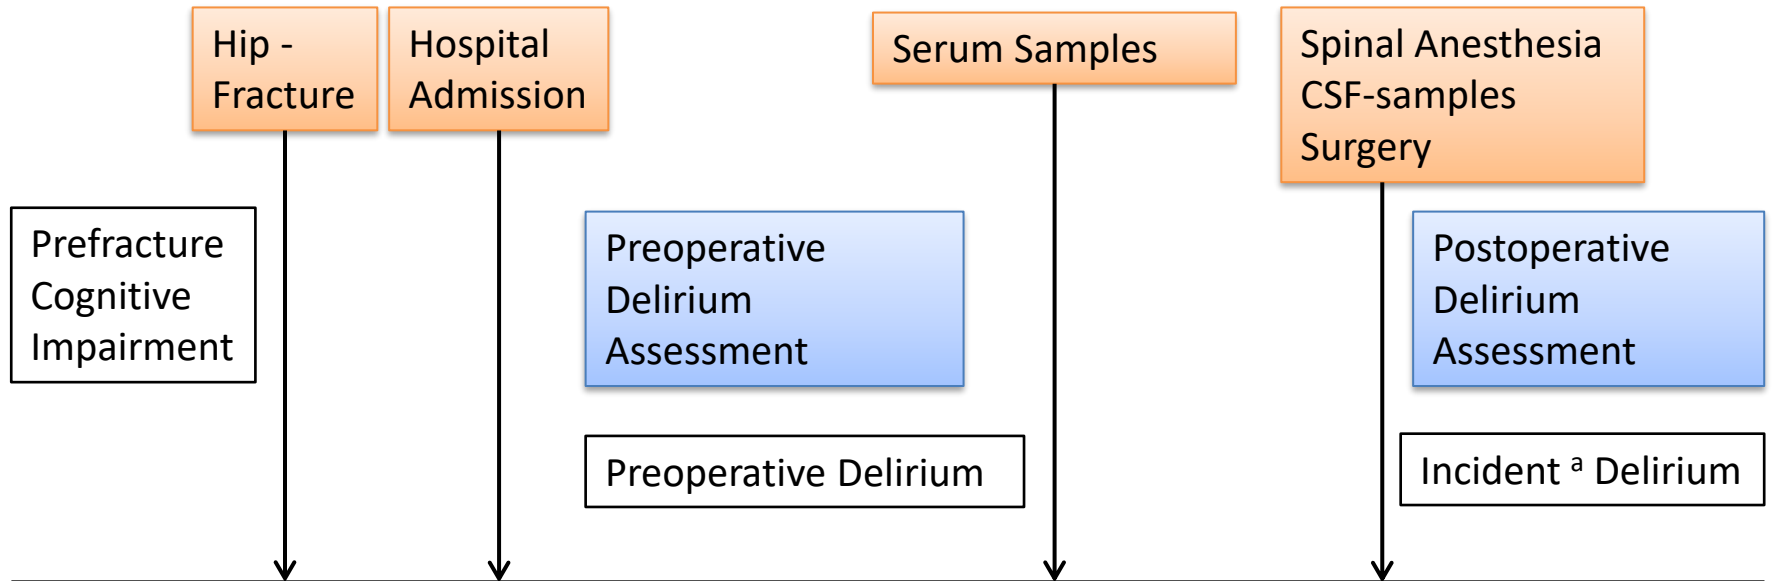 Hip -
Fracture
Hospital
Admission
Serum Samples
Spinal Anesthesia
CSF-samples
Surgery
Prefracture
Cognitive
Impairment
Preoperative
Delirium
Assessment
Postoperative
Delirium
Assessment
Preoperative Delirium
Incident ᵃ Delirium